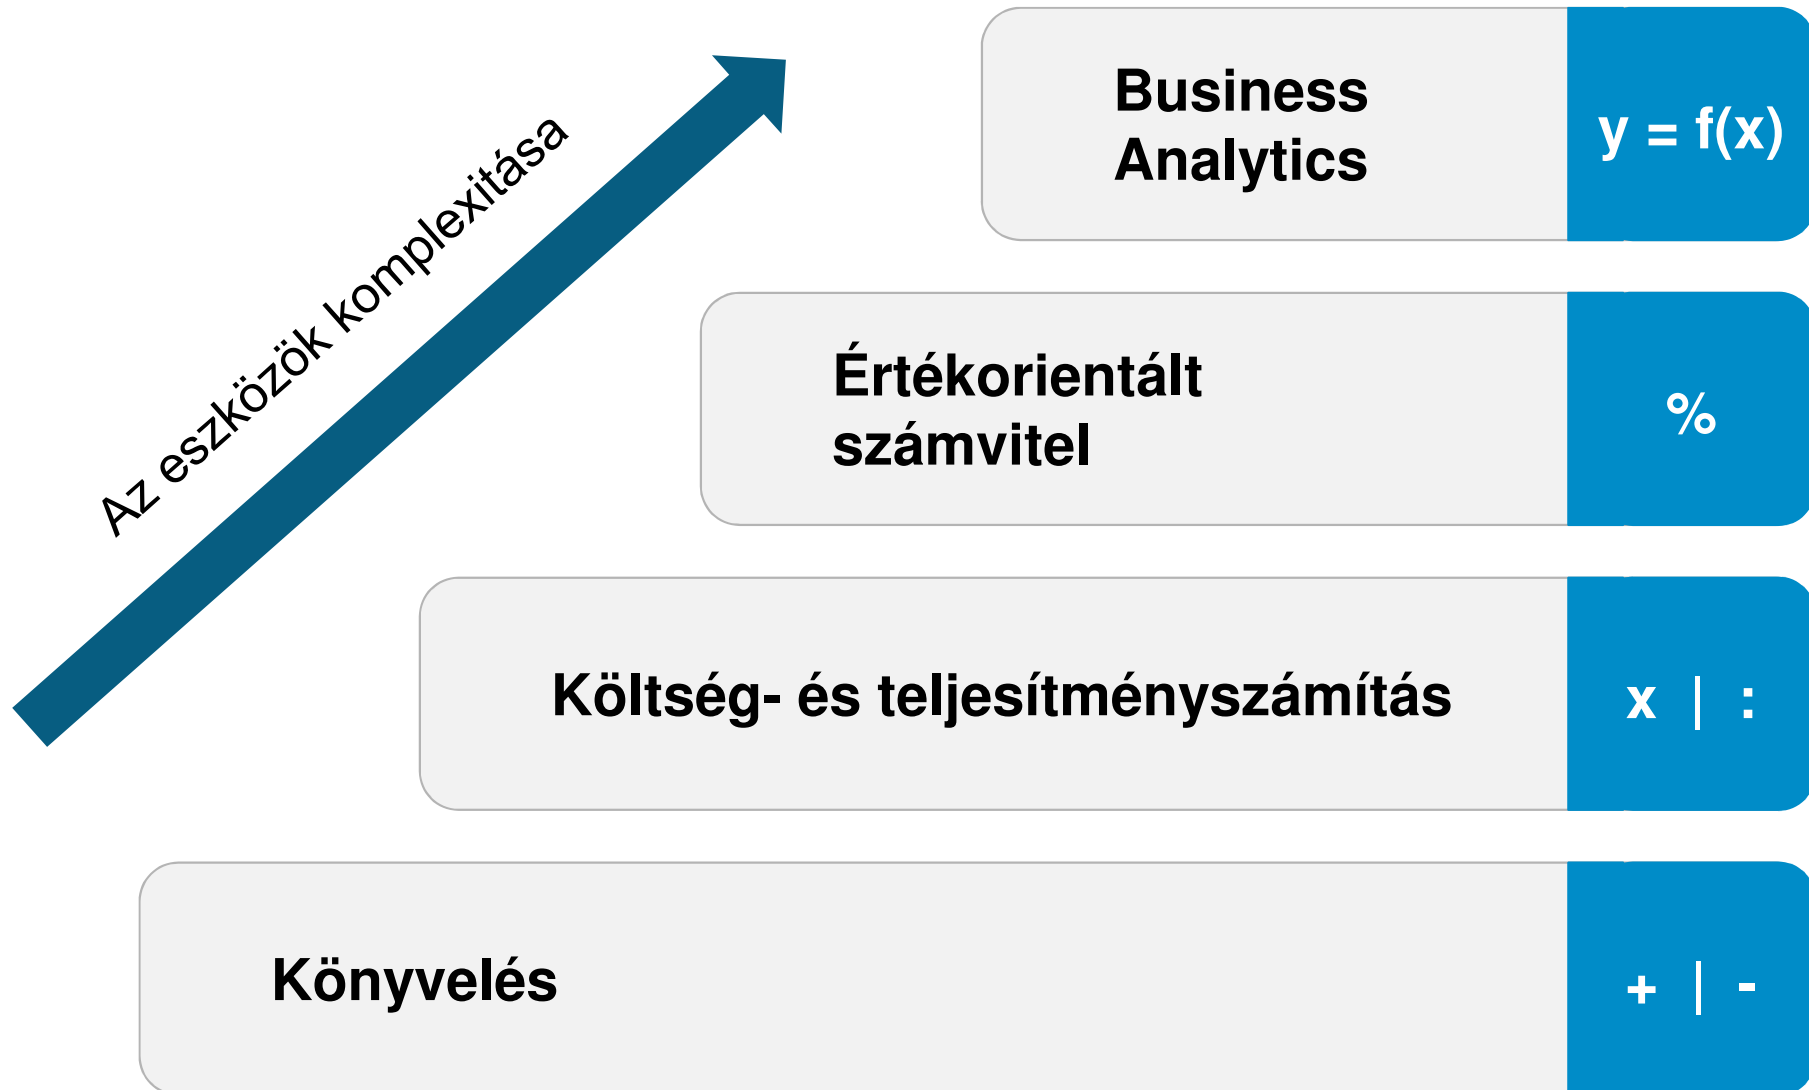 Az eszközök komplexitása
Business
Analytics
y = f(x)
Értékorientált
számvitel
%
Költség- és teljesítményszámítás
x | :
Könyvelés
+ | -